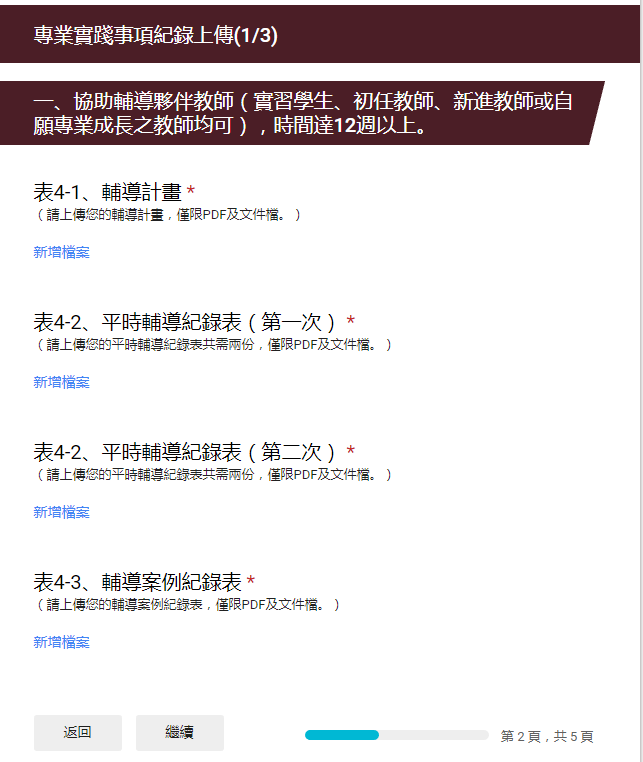 專業實踐事項紀錄上傳(1/3)
一、協助輔導夥伴教師（實習學生、初任教師、新進教師或自
願專業成長之教師均可），時間達12週以上。
表4-1、輔導計畫 *
（請上傳您的輔導計畫，僅限PDF及文件檔。）
新增檔案
表4-2、平時輔導紀錄表（第一次） *
（請上傳您的平時輔導紀錄表共需兩份，僅限PDF及文件檔。）
新增檔案
表4-2、平時輔導紀錄表（第二次） *
（請上傳您的平時輔導紀錄表共需兩份，僅限PDF及文件檔。）
新增檔案
表4-3、輔導案例紀錄表 *
（請上傳您的輔導案例紀錄表，僅限PDF及文件檔。）
新增檔案
返回 繼續 第 2 頁，共 5 頁